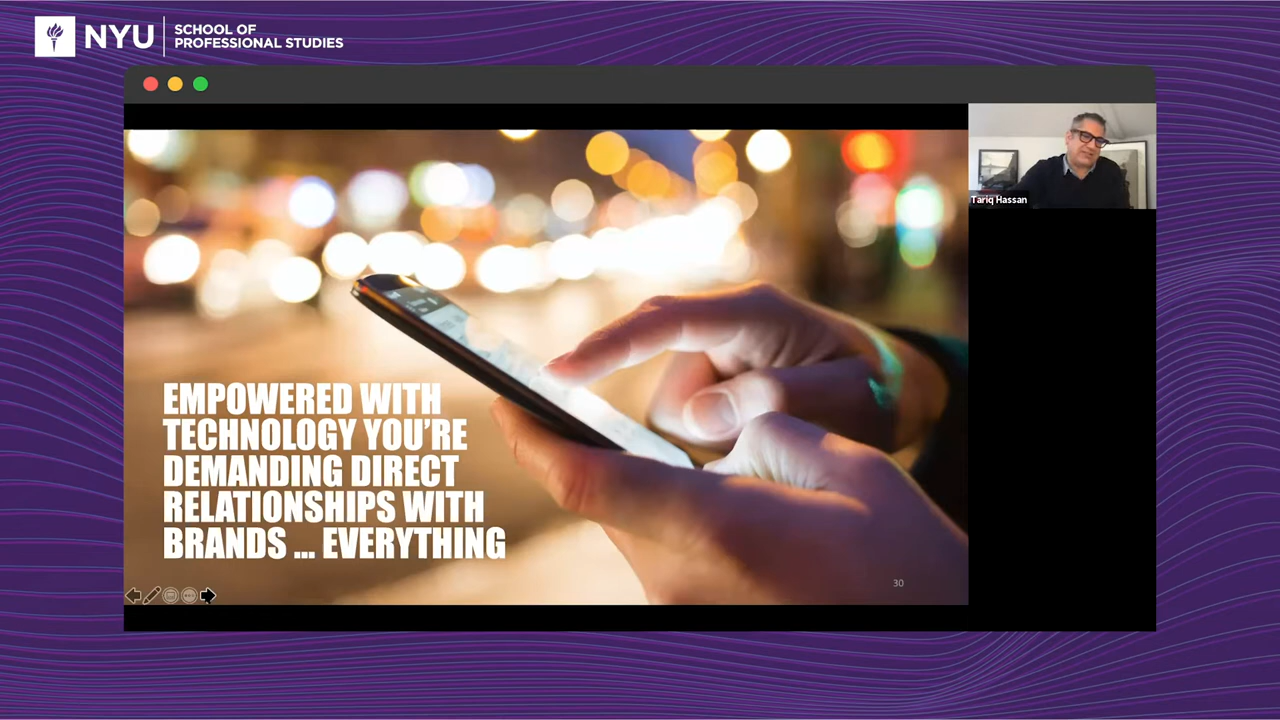 NYU
SCHOOL OF
PROFESSIONAL STUDIES
Tariq Hassan
EMPOWERED WITH
TECHNOLOGY YOU'RE
DEMANDING DIRECT
RELATIONSHIPS WITH
BRANDS ... EVERYTHING
30